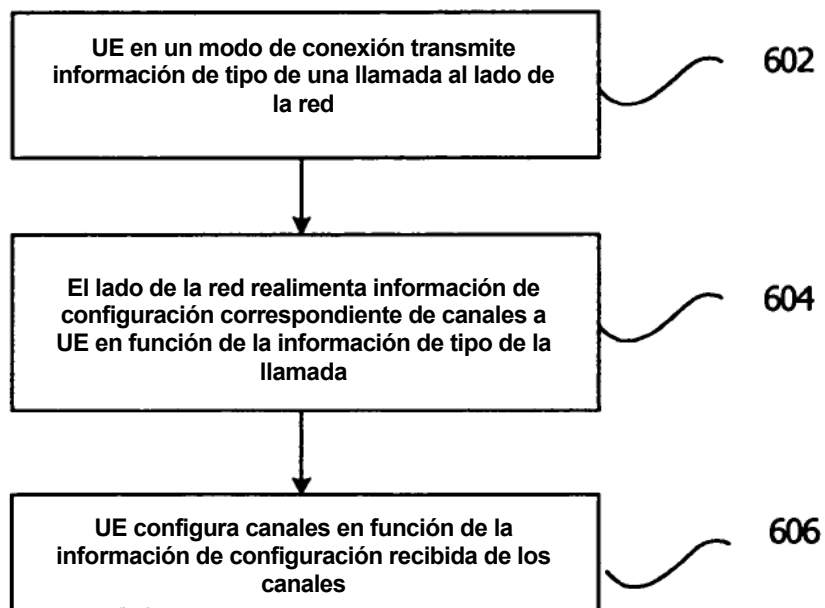 UE en un modo de conexión transmite
información de tipo de una llamada al lado de
la red
602
El lado de la red realimenta información de
configuración correspondiente de canales a
UE en función de la información de tipo de la
llamada
604
UE configura canales en función de la
información de configuración recibida de los
canales
606